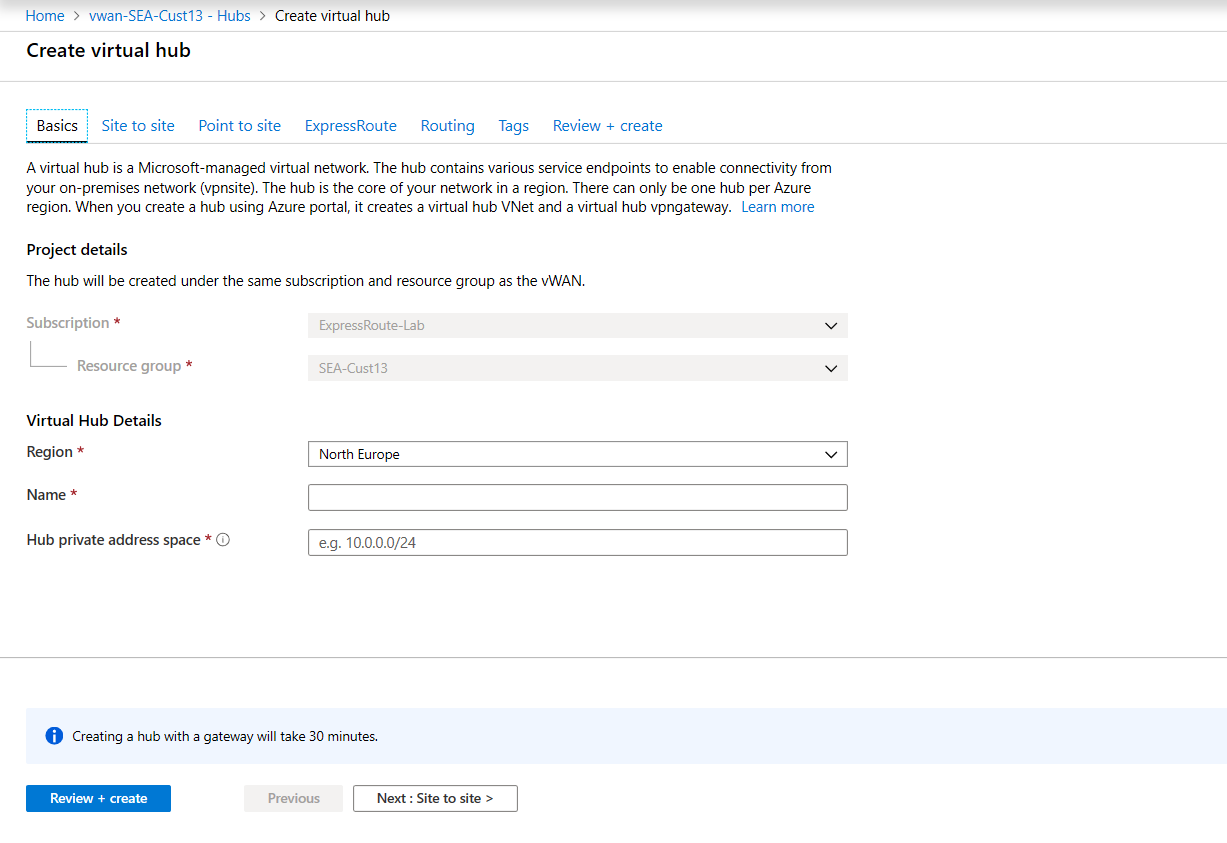 Home > vwan-SEA-Cust13 - Hubs > Create virtual hub
Create virtual hub
Basics Site to site Point to site ExpressRoute Routing Tags Review + create
A virtual hub is a Microsoft-managed virtual network. The hub contains various service endpoints to enable connectivity from
your on-premises network (vpnsite). The hub is the core of your network in a region. There can only be one hub per Azure
region. When you create a hub using Azure portal, it creates a virtual hub VNet and a virtual hub vpngateway. Learn more
Project details
The hub will be created under the same subscription and resource group as the vWAN.
Subscription * ExpressRoute-Lab
Resource group * SEA-Cust13
Virtual Hub Details
Region * North Europe
Name *
Hub private address space * e.g. 10.0.0.0/24
Creating a hub with a gateway will take 30 minutes.
Review + create Previous Next : Site to site >